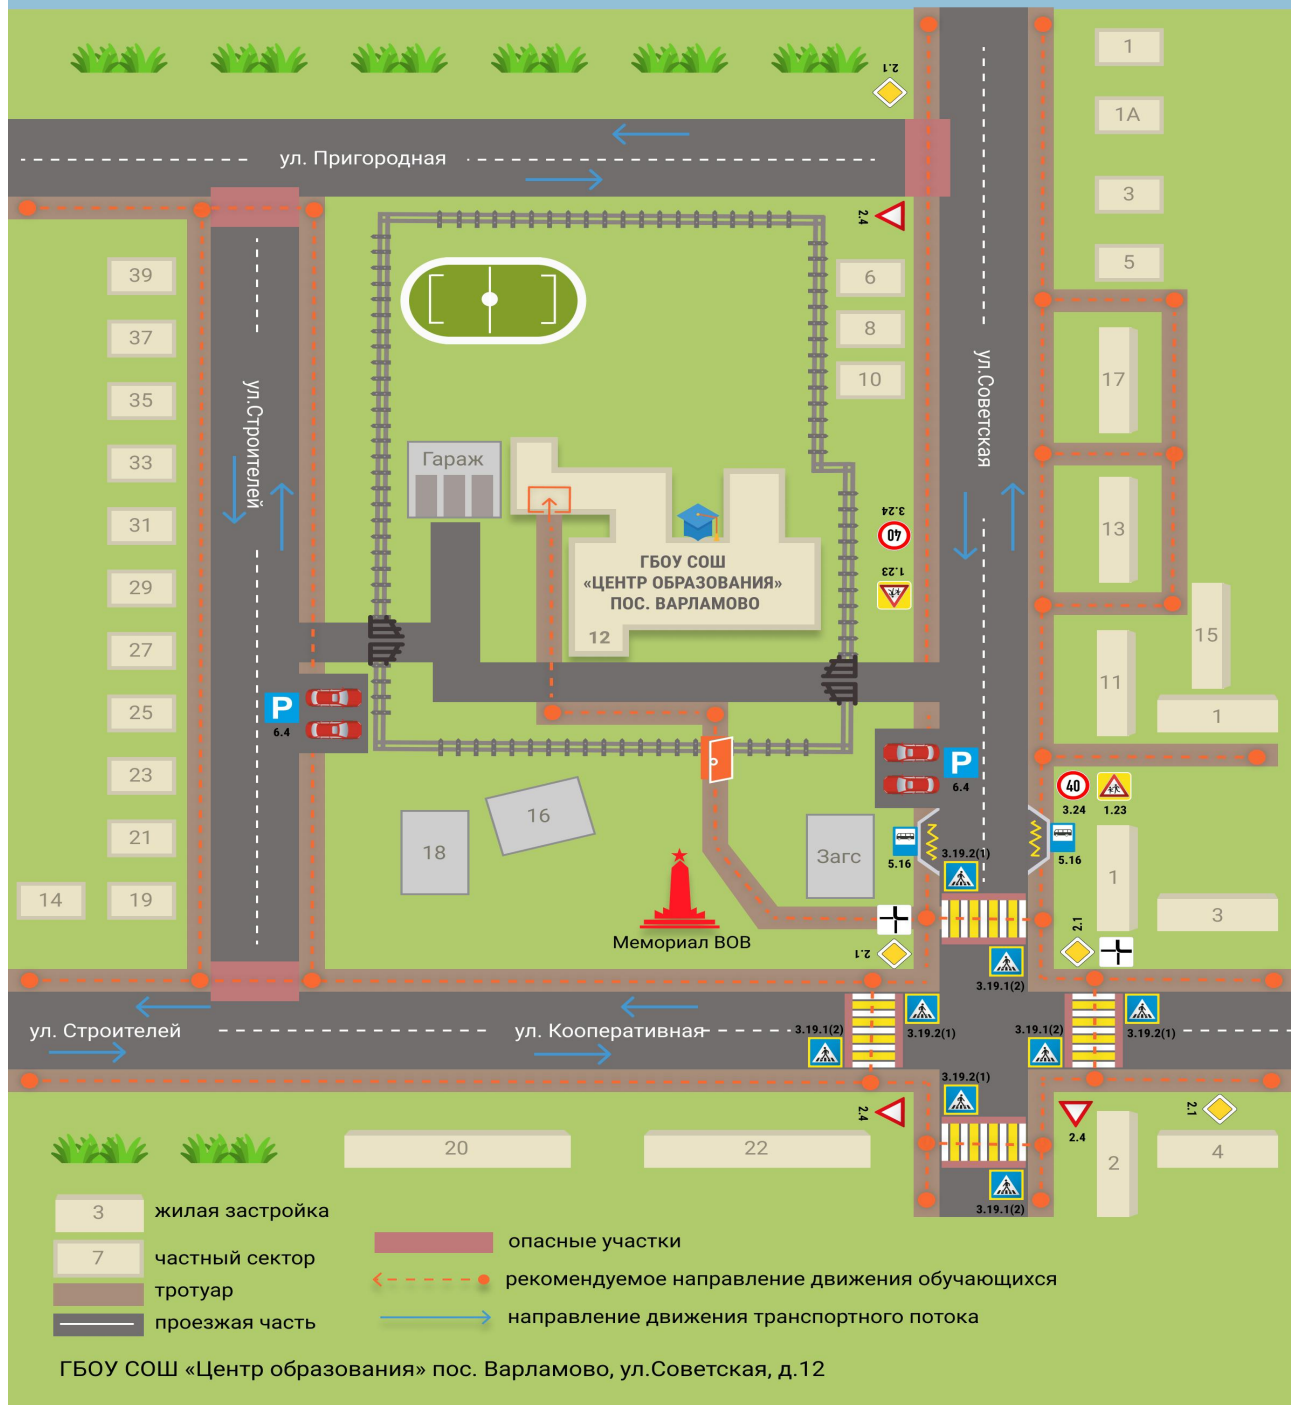 2.1
1
1А
ул. Пригородная
3
2.4
5
39
6
37
8
ул.Строителей
ул.Советская
10
17
35
33
Гараж
31
3.24
40
13
ГБОУ СОШ
«ЦЕНТР ОБРАЗОВАНИЯ»
ПОС. ВАРЛАМОВО
1.23
29
12
15
27
11
25
P
6.4
1
P
6.4
23
40
3.24
1.23
16
21
18
Загс
5.16
3.19.2(1)
5.16
1
14
19
3
Мемориал ВОВ
2.1
2.1
3.19.1(2)
ул. Строителей
ул. Кооперативная
3.19.1(2)
3.19.2(1)
3.19.1(2)
3.19.2(1)
3.19.2(1)
2.4
2.4
2.1
20
22
2
4
3.19.1(2)
3
жилая застройка
7
частный сектор
тротуар
проезжая часть
опасные участки
рекомендуемое направление движения обучающихся
направление движения транспортного потока
ГБОУ СОШ «Центр образования» пос. Варламово, ул.Советская, д.12